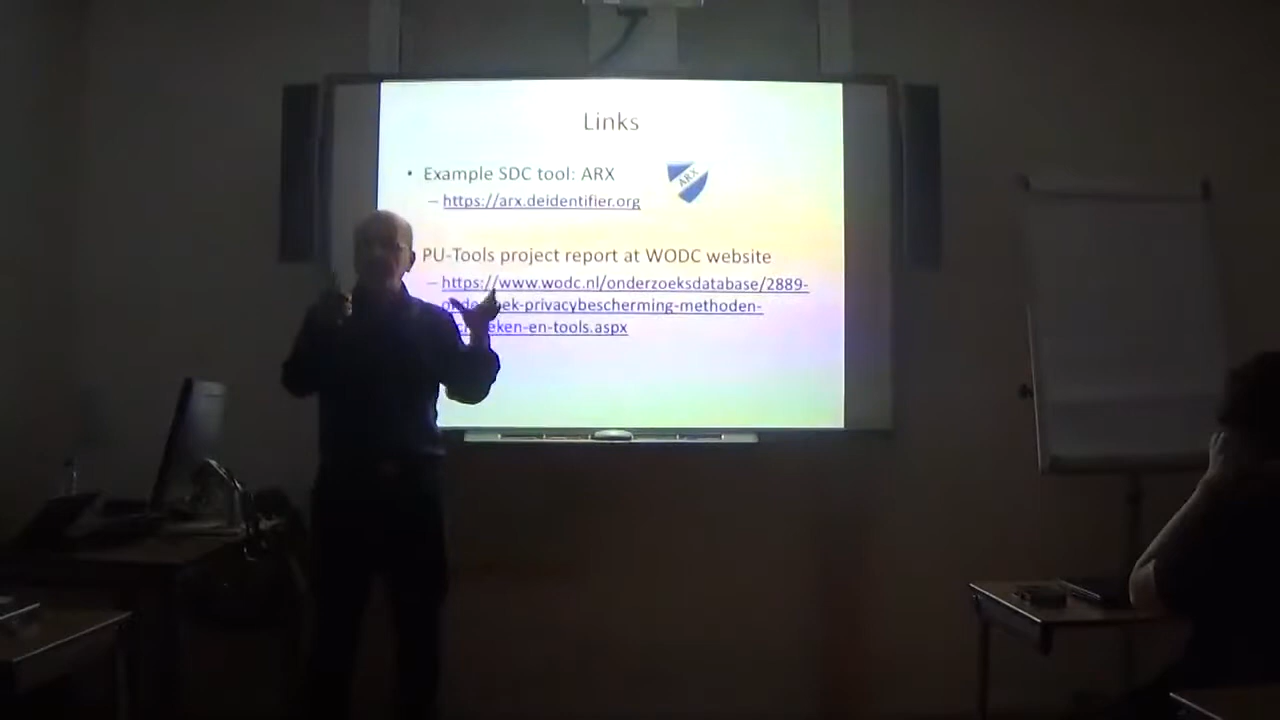 Links
• Example SDC tool: ARX
ARX
– https://arx.deidentifier.org
PU-Tools project report at WODC website
– https://www.wodc.nl/onderzoeksdatabase/2889-
privacybescherming-methoden-
en-tools.aspx